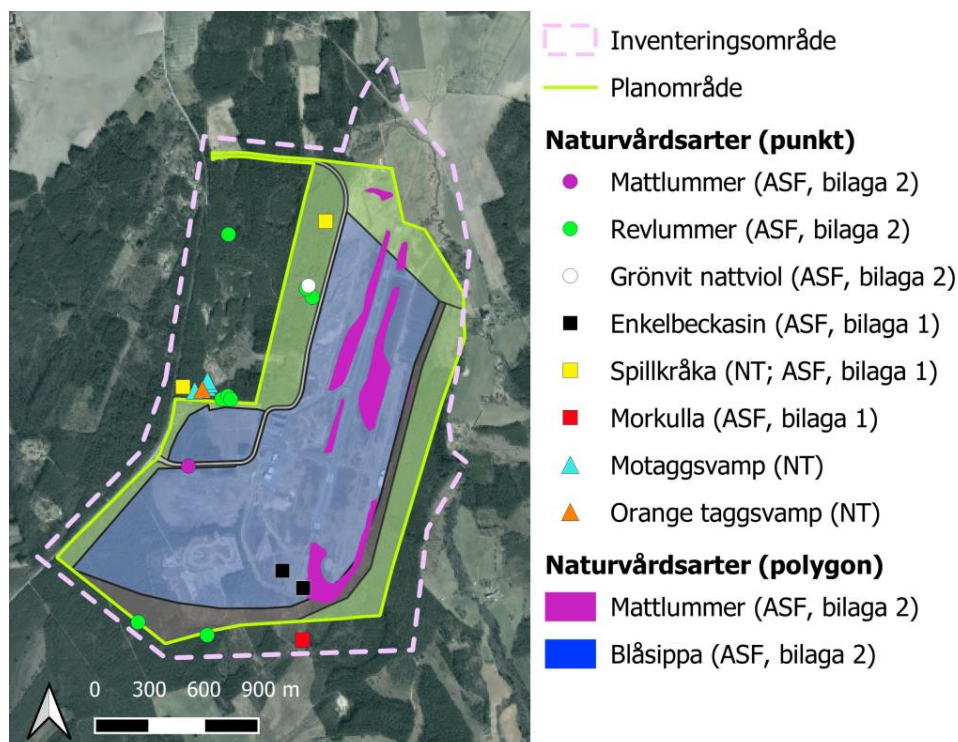 Inventeringsområde
Planområde
Naturvårdsarter (punkt)
Mattlummer (ASF, bilaga 2)
Revlummer (ASF, bilaga 2)
Grönvit nattviol (ASF, bilaga 2)
Enkelbeckasin (ASF, bilaga 1)
Spillkråka (NT; ASF, bilaga 1)
Morkulla (ASF, bilaga 1)
Motaggsvamp (NT)
Orange taggsvamp (NT)
Naturvårdsarter (polygon)
Mattlummer (ASF, bilaga 2)
Blåsippa (ASF, bilaga 2)
0 300 600 900 m